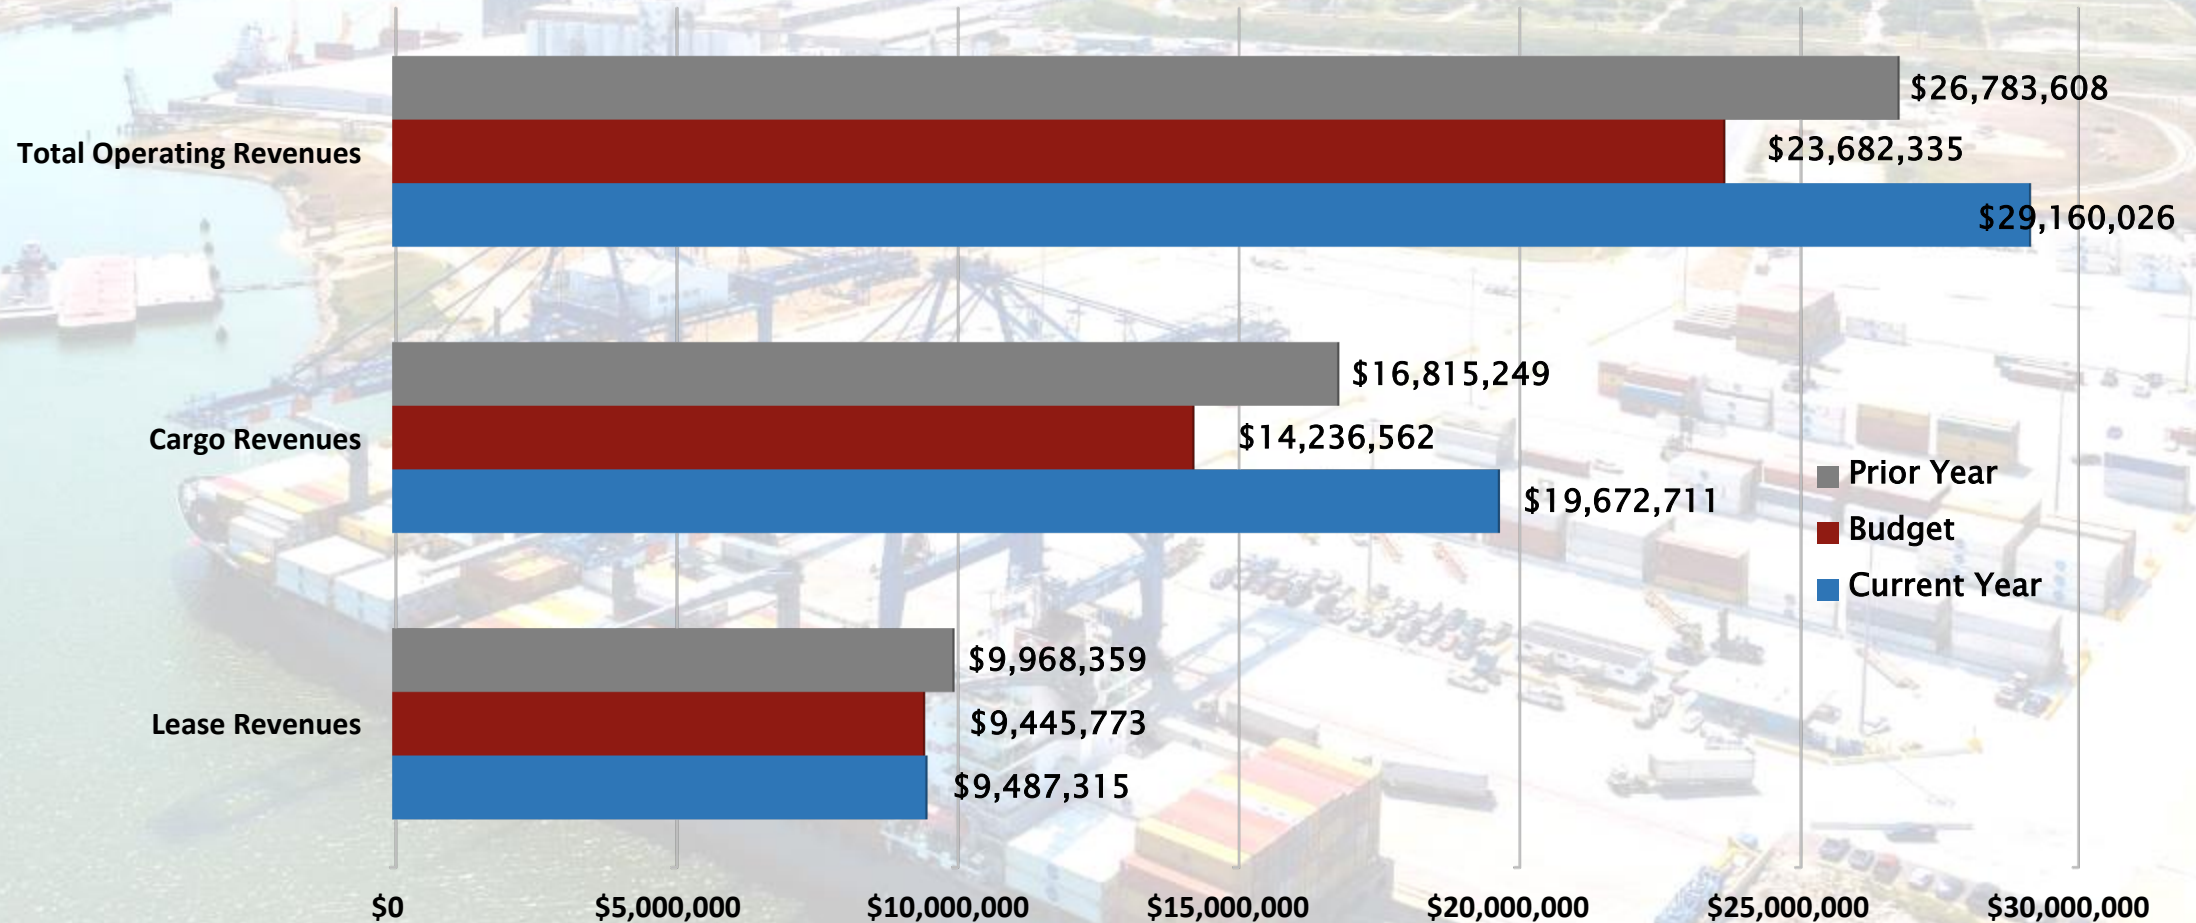 $26,783,608
Total Operating Revenues
$23,682,335
$29,160,026
$16,815,249
Cargo Revenues
$14,236,562
$19,672,711
Prior Year
Budget
Current Year
$9,968,359
Lease Revenues
$9,445,773
$9,487,315
$0 $5,000,000 $10,000,000 $15,000,000 $20,000,000 $25,000,000 $30,000,000